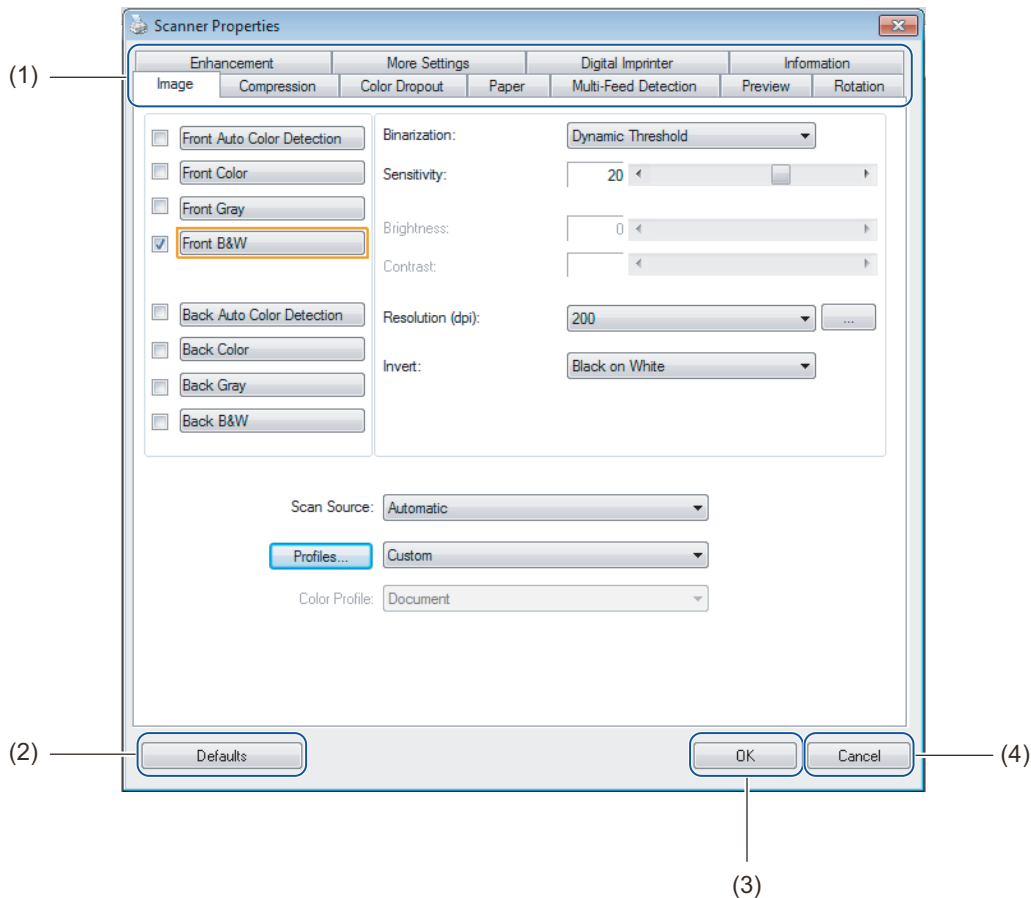 Scanner Properties
(1)
Enhancement More Settings Digital Imprinter Information
Image Compression Color Dropout Paper Multi-Feed Detection Preview Rotation
Front Auto Color Detection Binarization: Dynamic Threshold
Front Color Sensitivity: 20
Front Gray Brightness: 0
Front B&W
Contrast:
Back Auto Color Detection Resolution (dpi): 200 ...
Back Color
Invert: Black on White
Back Gray
Back B&W
Scan Source: Automatic
Profiles... Custom
Color Profile: Document
(2) Defaults OK Cancel (4)
(3)